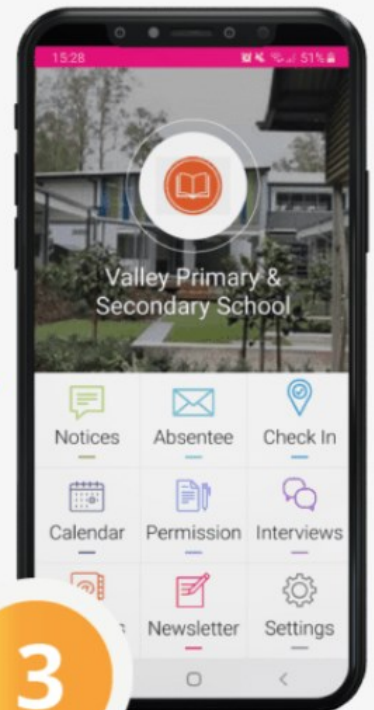 15:28
51%
Valley Primary &
Secondary School
Notices
Absentee
Check In
Calendar
Permission
Interviews
Newsletter
Settings
3